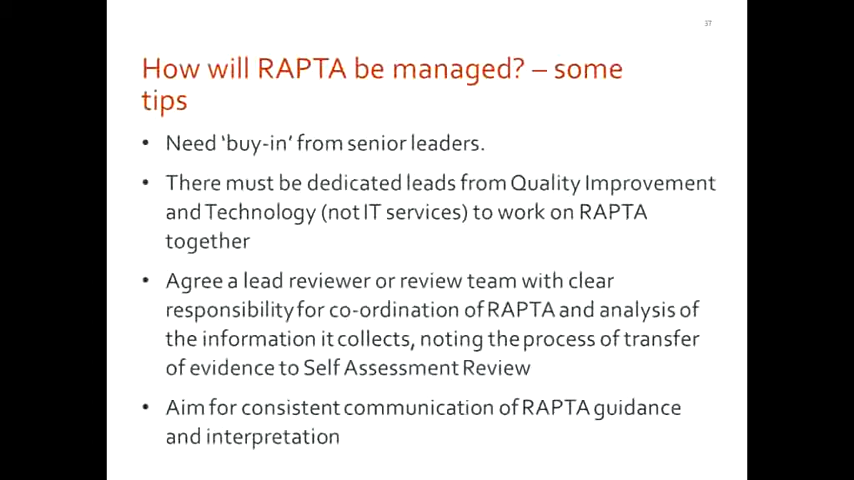 37
How will RAPTA be managed? – some
tips
• Need ‘buy-in’ from senior leaders.
• There must be dedicated leads from Quality Improvement
and Technology (not IT services) to work on RAPTA
together
• Agree a lead reviewer or review team with clear
responsibility for co-ordination of RAPTA and analysis of
the information it collects, noting the process of transfer
of evidence to Self Assessment Review
• Aim for consistent communication of RAPTA guidance
and interpretation